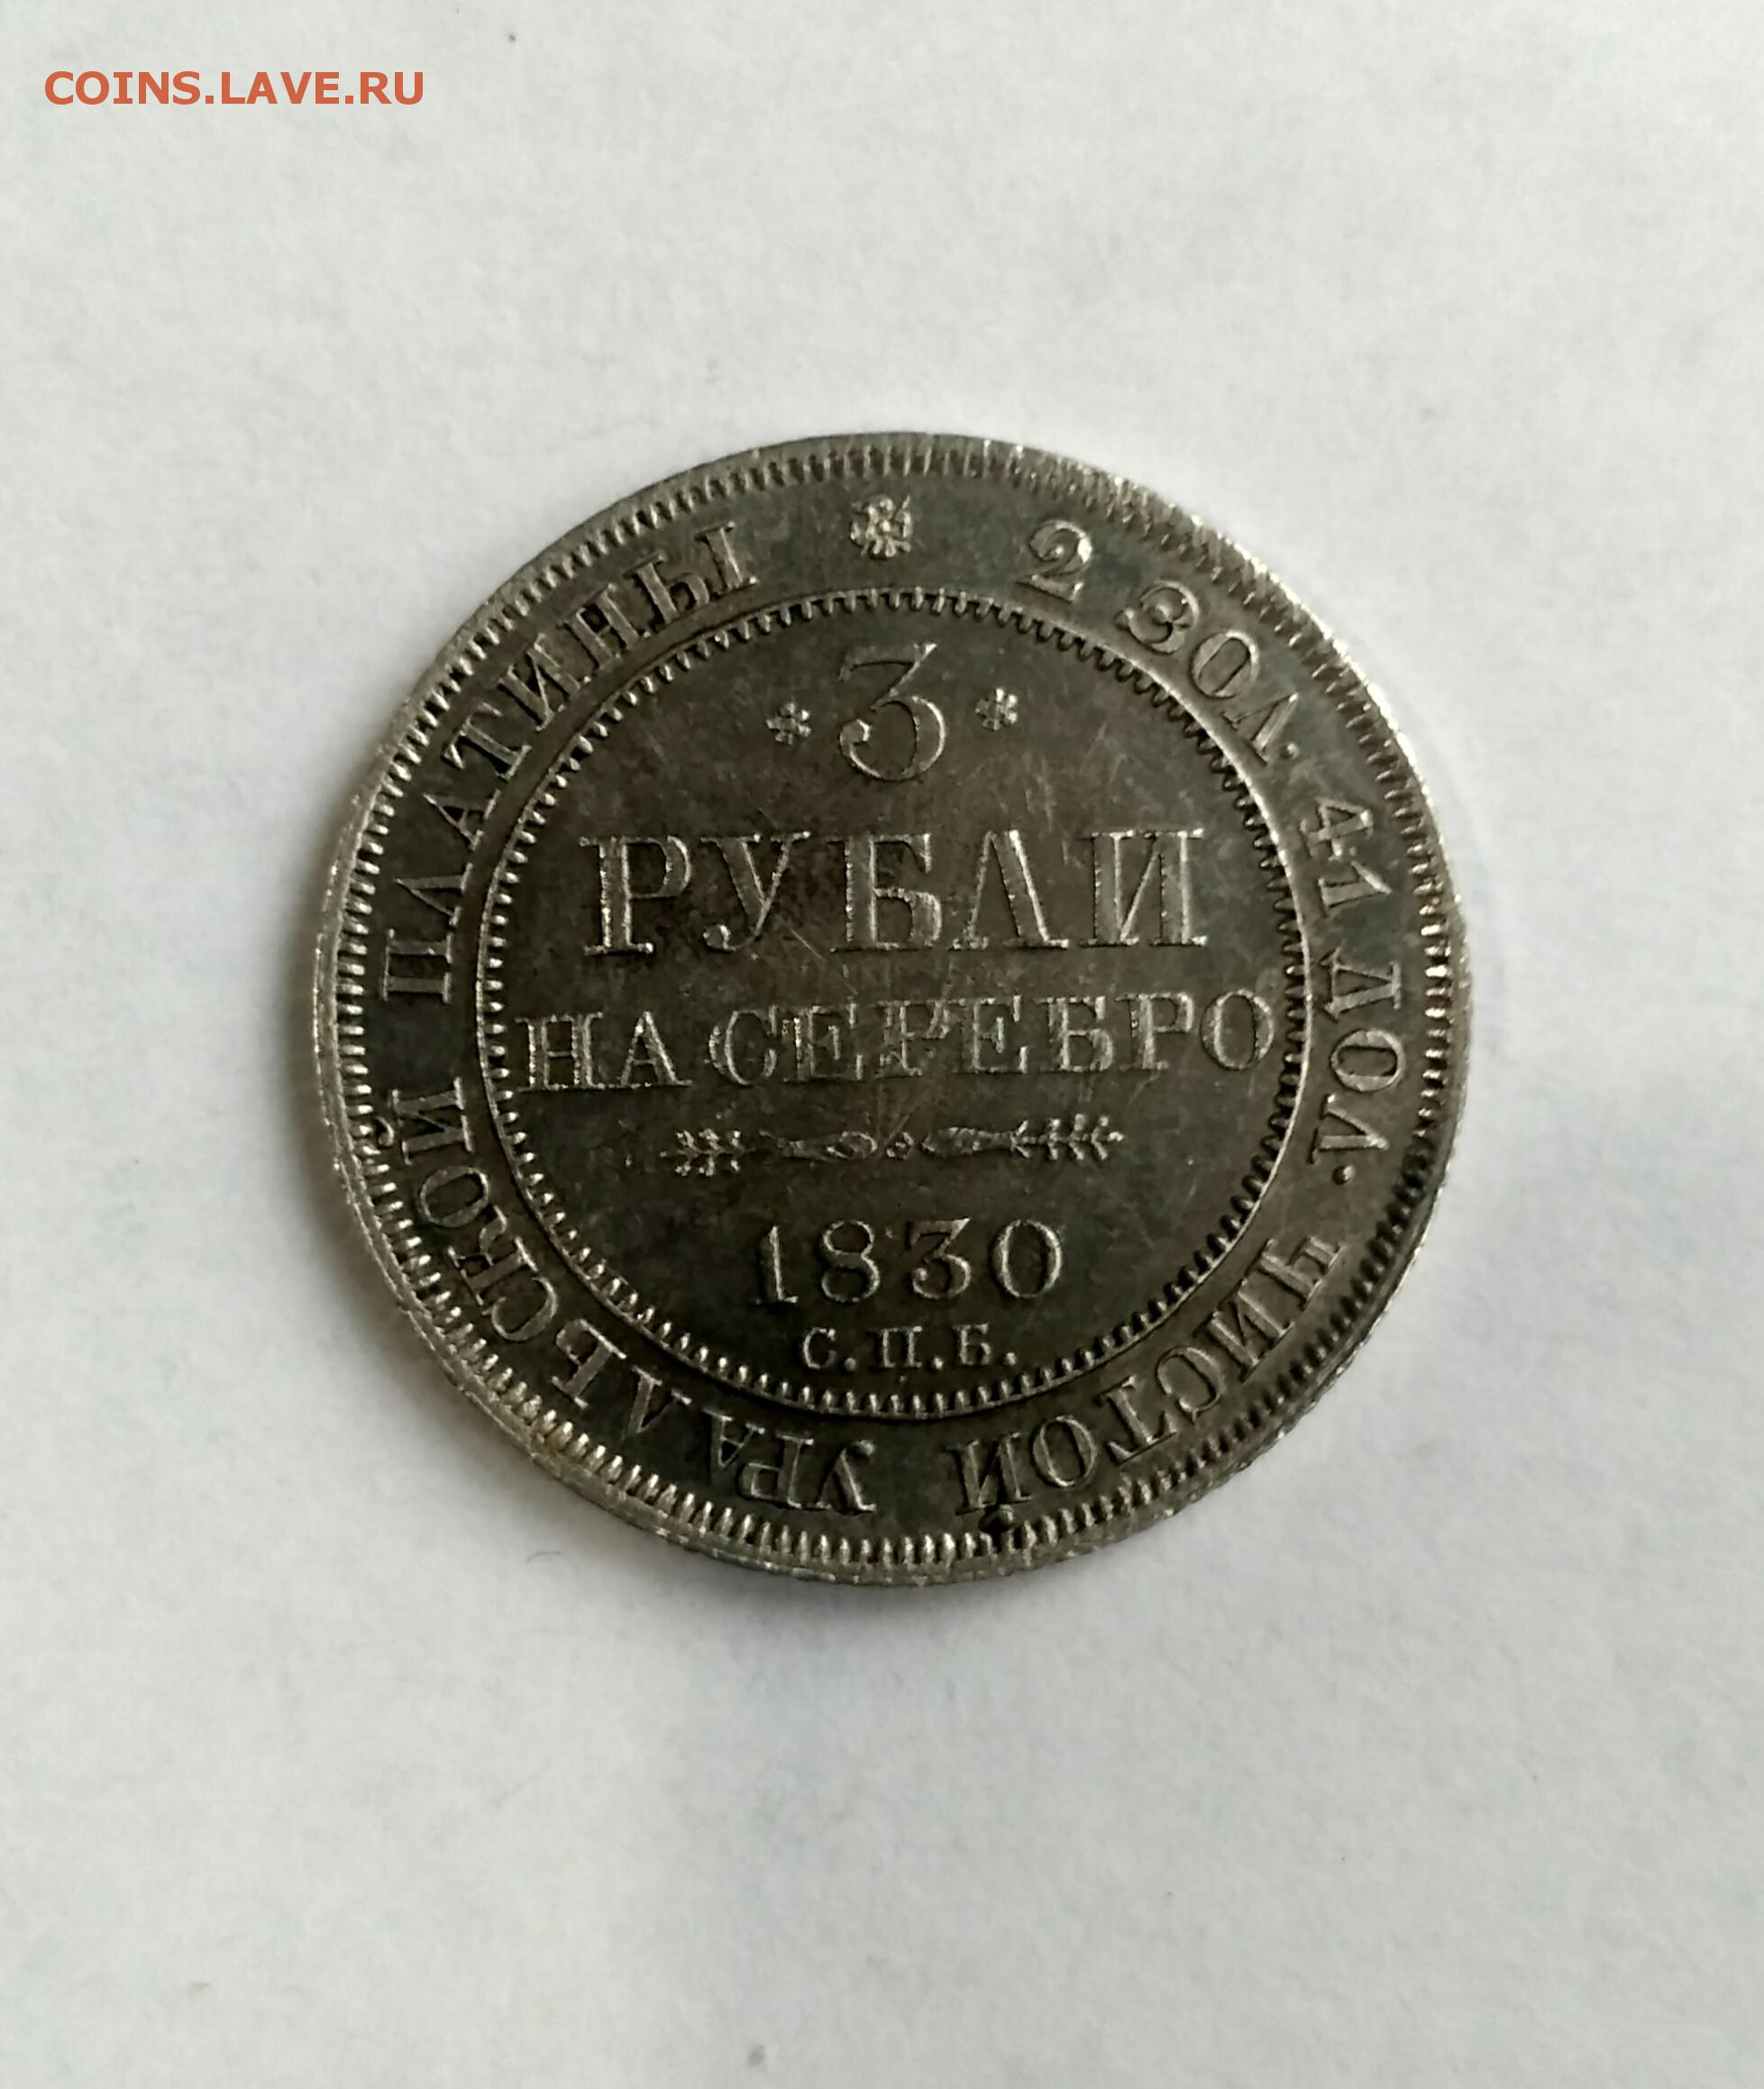 COINS.LAVE.RU
* 2 ЗОЛ. 41 ДОЛ. ЧИСТОЙ УРАЛЬСКОЙ ПЛАТИНЫ
* 3 *
РУБЛИ
НА СЕРЕБРО
1830
С.П.Б.